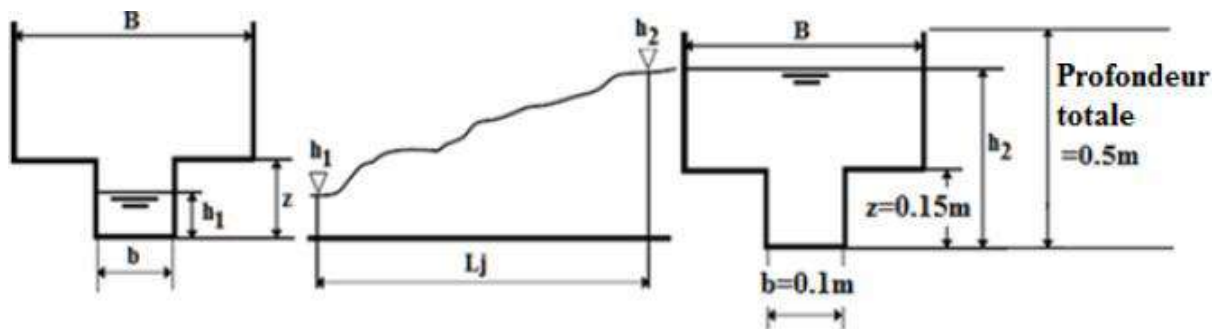 B
h₁
z
b
h₁
h₂
Lj
B
h₂
Profondeur
totale
=0.5m
z=0.15m
b=0.1m